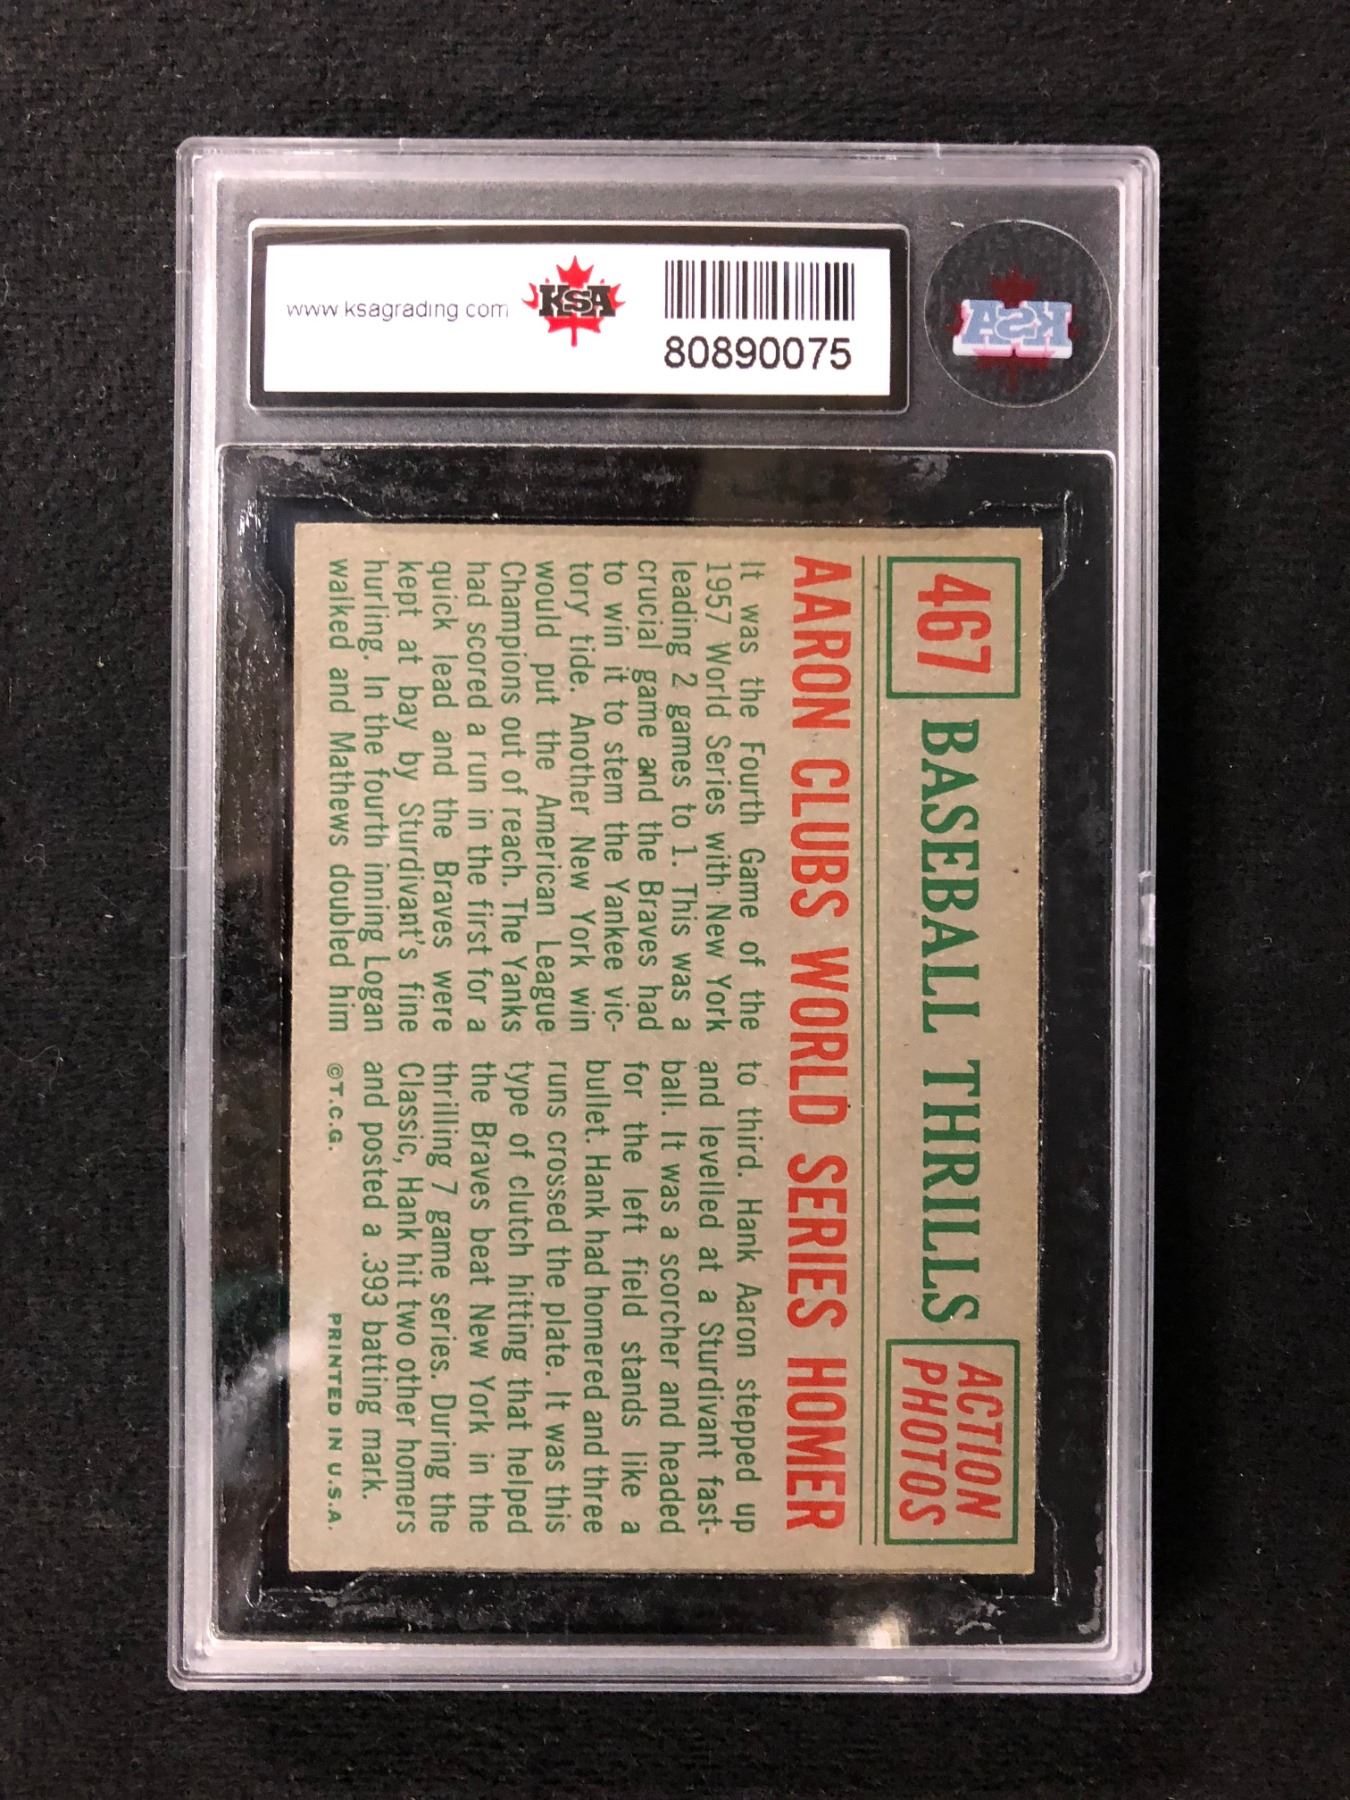 www.ksagrading.com
KSA
80890075
KSA
467
BASEBALL THRILLS
ACTION
PHOTOS
AARON CLUBS WORLD SERIES HOMER
It was the Fourth Game of the
1957 World Series with New York
leading 2 games to 1. This was a
crucial game and the Braves had
to win it to stem the Yankee vic-
tory tide. Another New York win
would put the American League
Champions out of reach. The Yanks
had scored a run in the first for a
quick lead and the Braves were
kept at bay by Sturdivant's fine
hurling. In the fourth inning Logan
walked and Mathews doubled him
to third. Hank Aaron stepped up
and levelled at a Sturdivant fast-
ball. It was a scorcher and headed
for the left field stands like a
bullet. Hank had homered and three
runs crossed the plate. It was this
type of clutch hitting that helped
the Braves beat New York in the
thrilling 7 game series. During the
Classic, Hank hit two other homers
and posted a .393 batting mark.
©T.C.G. PRINTED IN U.S.A.